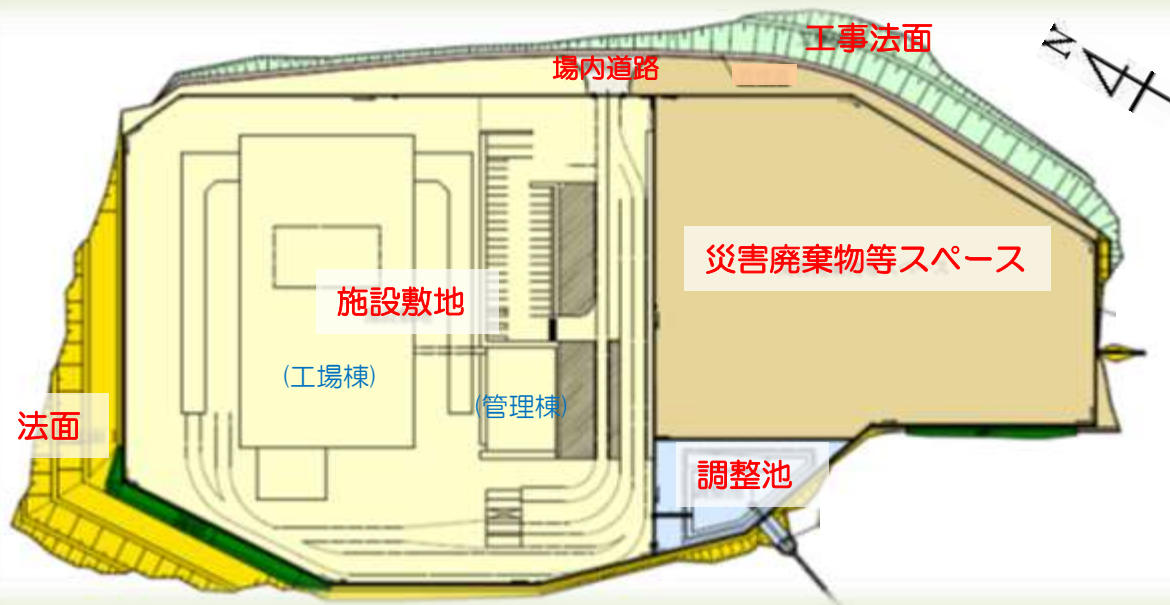 工事法面
場内道路
N
災害廃棄物等スペース
施設敷地
(工場棟)
(管理棟)
法面
調整池